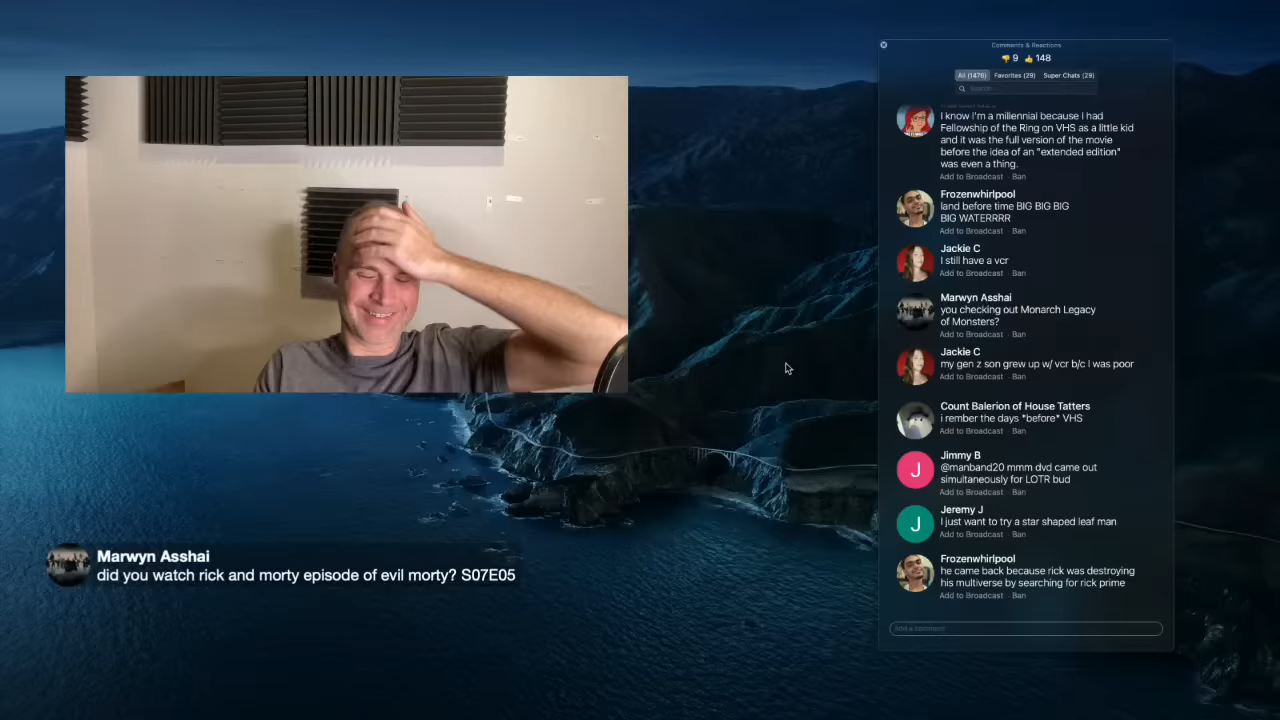 Comments & Reactions
9 148
All (1478) Favorites (29) Super Chats (29)
Search
I know I'm a millennial because I had
Fellowship of the Ring on VHS as a little kid
and it was the full version of the movie
before the idea of an "extended edition"
was even a thing.
Add to Broadcast · Ban
Frozenwhirlpool
land before time BIG BIG BIG
BIG WATERRRR
Add to Broadcast · Ban
Jackie C
I still have a vcr
Add to Broadcast · Ban
Marwyn Asshai
you checking out Monarch Legacy
of Monsters?
Add to Broadcast · Ban
Jackie C
my gen z son grew up w/ vcr b/c I was poor
Add to Broadcast · Ban
Count Balerion of House Tatters
i rember the days *before* VHS
Add to Broadcast · Ban
J
Jimmy B
@manband20 mmm dvd came out
simultaneously for LOTR bud
Add to Broadcast · Ban
J
Jeremy J
I just want to try a star shaped leaf man
Add to Broadcast · Ban
Frozenwhirlpool
he came back because rick was destroying
his multiverse by searching for rick prime
Add to Broadcast · Ban
Add a comment
Marwyn Asshai
did you watch rick and morty episode of evil morty? S07E05